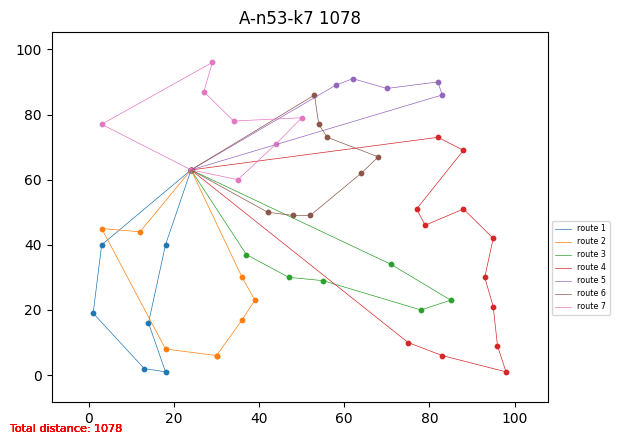 A-n53-k7 1078
100
80
60
40
20
0
0 20 40 60 80 100
route 1
route 2
route 3
route 4
route 5
route 6
route 7
Total distance: 1078